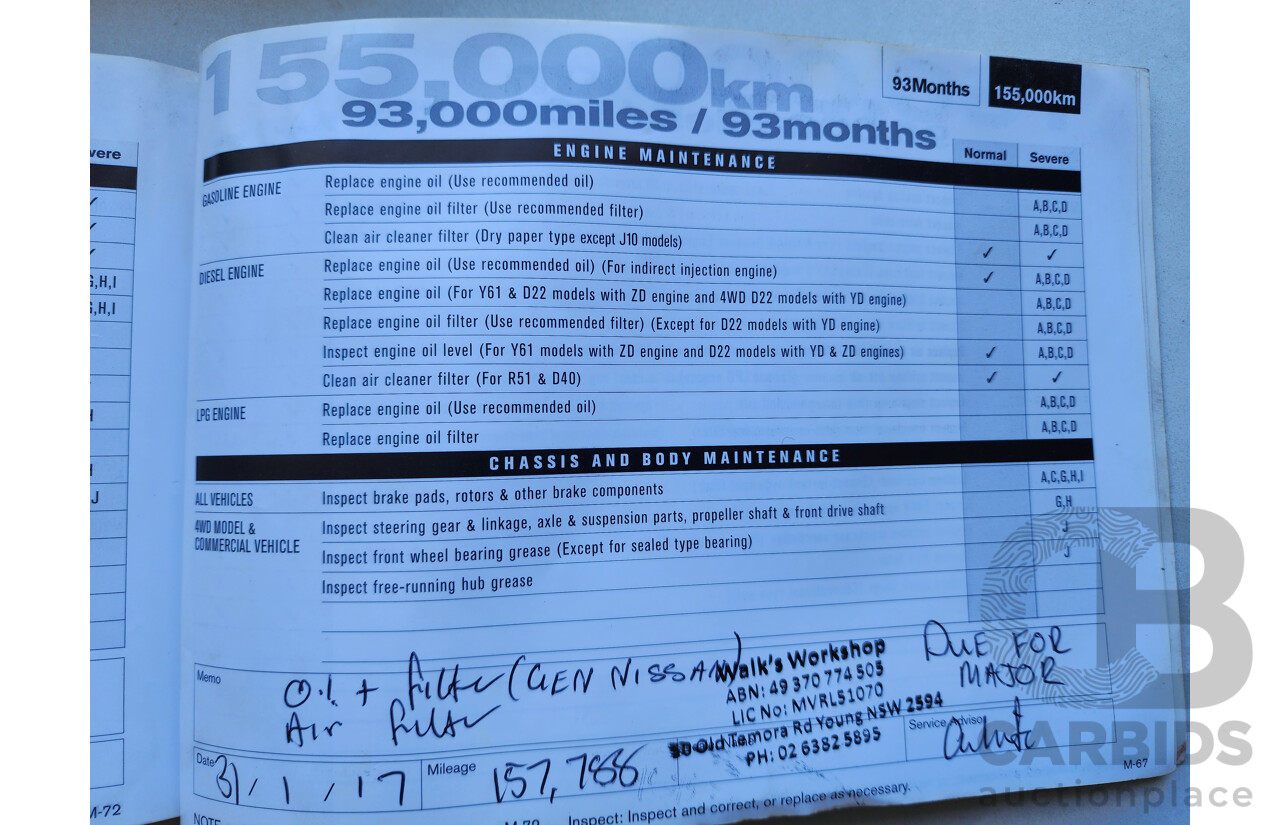 155,000km
93,000miles / 93months
93Months
155,000km
ENGINE MAINTENANCE
Normal
Severe
GASOLINE ENGINE
Replace engine oil (Use recommended oil)
A,B,C,D
Replace engine oil filter (Use recommended filter)
A,B,C,D
Clean air cleaner filter (Dry paper type except J10 models)
✓ ✓
DIESEL ENGINE
Replace engine oil (Use recommended oil) (For indirect injection engine)
✓ A,B,C,D
Replace engine oil (For Y61 & D22 models with ZD engine and 4WD D22 models with YD engine)
A,B,C,D
Replace engine oil filter (Use recommended filter) (Except for D22 models with YD engine)
A,B,C,D
Inspect engine oil level (For Y61 models with ZD engine and D22 models with YD & ZD engines)
✓ A,B,C,D
Clean air cleaner filter (For R51 & D40)
✓ ✓
LPG ENGINE
Replace engine oil (Use recommended oil)
A,B,C,D
Replace engine oil filter
A,B,C,D
CHASSIS AND BODY MAINTENANCE
ALL VEHICLES
Inspect brake pads, rotors & other brake components
A,C,G,H,I
4WD MODEL &
COMMERCIAL VEHICLE
Inspect steering gear & linkage, axle & suspension parts, propeller shaft & front drive shaft
G,H
Inspect front wheel bearing grease (Except for sealed type bearing)
J
Inspect free-running hub grease
J
Memo
Oil + filter (GEN NISSAN)
Air filter
Walk's Workshop
ABN: 49 370 774 505
LIC No: MVRL51070
50 Old Temora Rd Young NSW 2594
PH: 02 6382 5895
DUE FOR
MAJOR
Service Advisor
Date
31/1/17
Mileage
157,788
M-67
NOTE
M-70
Inspect: Inspect and correct, or replace as necessary.
vere
✓
✓
✓
G,H,I
G,H,I
H
I
J
M-72
CB
CARBIDS
auctionplace